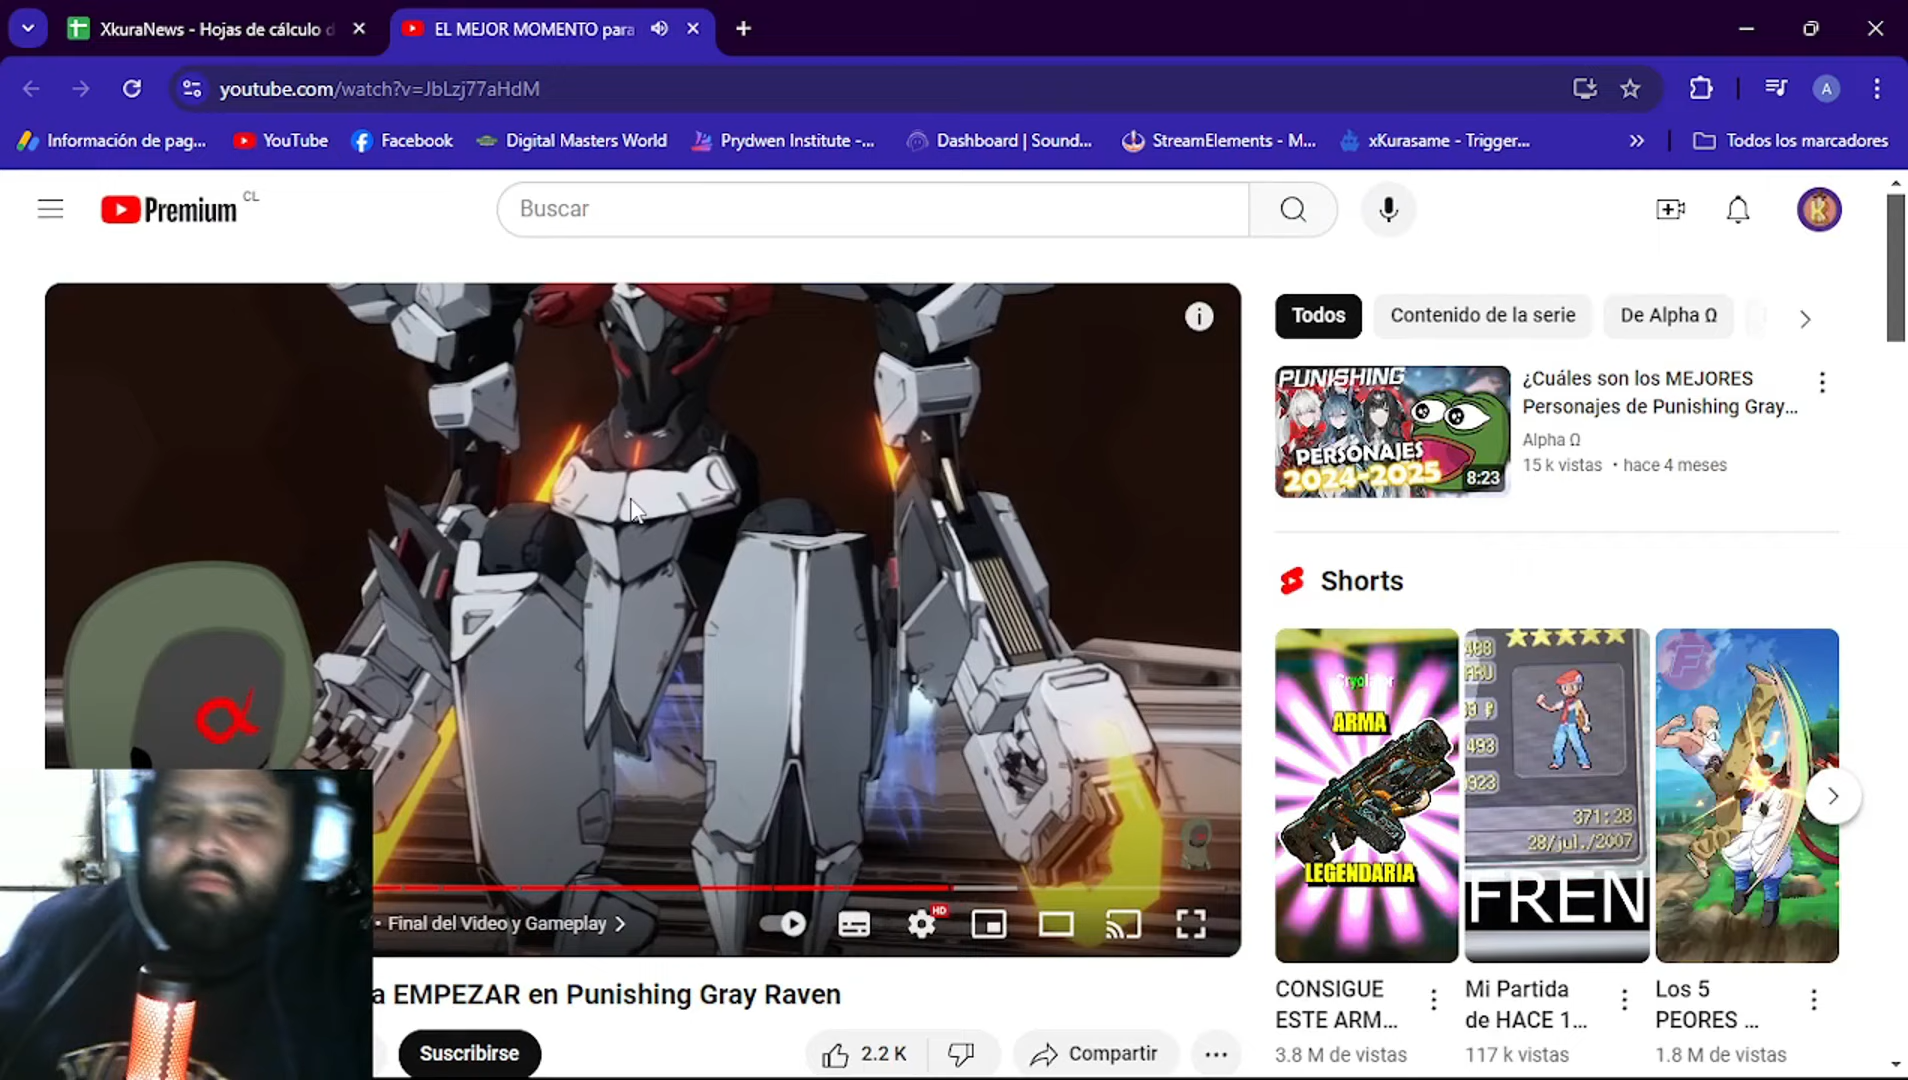 XkuraNews - Hojas de cálculo d
EL MEJOR MOMENTO para
youtube.com/watch?v=JbLzj77aHdM
A
Información de pag...
YouTube
Facebook
Digital Masters World
Prydwen Institute -...
Dashboard | Sound...
StreamElements - M...
xKurasame - Trigger...
Todos los marcadores
Premium CL
Buscar
K
Todos
Contenido de la serie
De Alpha Ω
PUNISHING
PERSONAJES
2024-2025
8:23
¿Cuáles son los MEJORES
Personajes de Punishing Gray...
Alpha Ω
15 k vistas • hace 4 meses
α
Shorts
ARMA
LEGENDARIA
488
493
923
371:28
28/jul./2007
FREN
F
• Final del Video y Gameplay
HD
a EMPEZAR en Punishing Gray Raven
CONSIGUE
ESTE ARM...
3.8 M de vistas
Mi Partida
de HACE 1...
117 k vistas
Los 5
PEORES ...
1.8 M de vistas
Suscribirse
2.2 K
Compartir